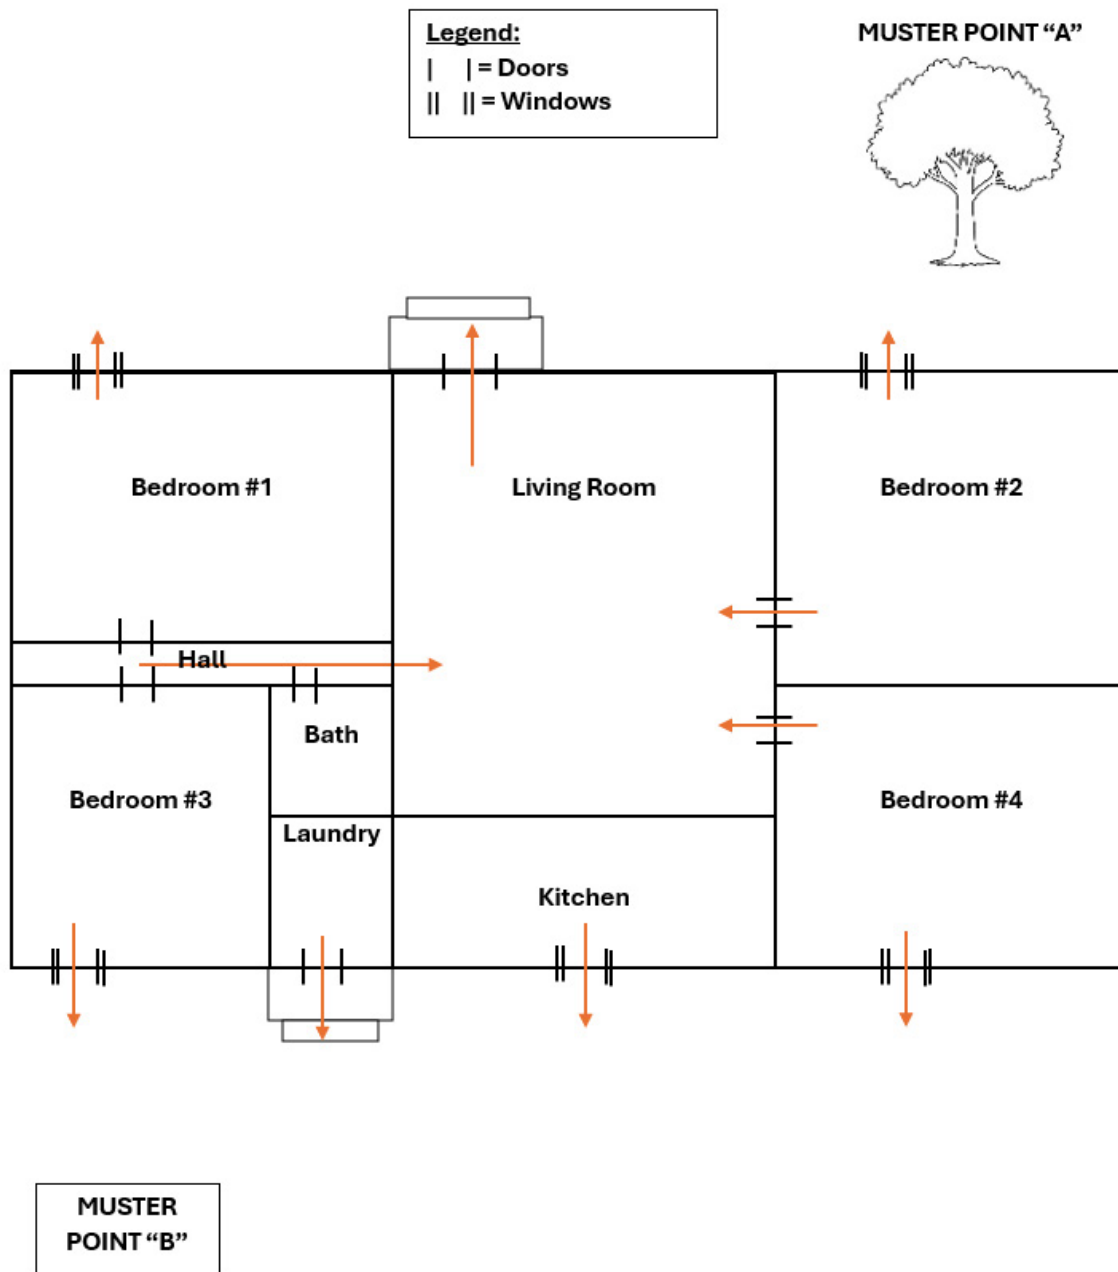 Legend:
|    | = Doors
||   || = Windows
MUSTER POINT “A”
Bedroom #1
Living Room
Bedroom #2
Hall
Bath
Bedroom #3
Bedroom #4
Laundry
Kitchen
MUSTER
POINT “B”